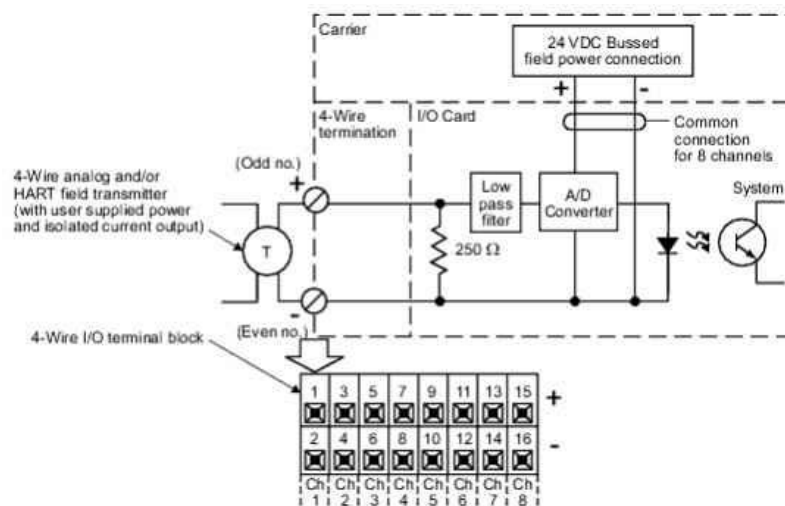 Carrier
24 VDC Bussed
field power connection
+
-
4-Wire
termination
I/O Card
Common
connection
for 8 channels
4-Wire analog and/or
HART field transmitter
(with user supplied power
and isolated current output)
(Odd no.)
+
T
Low
pass
filter
A/D
Converter
System
250 Ω
-
(Even no.)
4-Wire I/O terminal block
1 3 5 7 9 11 13 15
+
2 4 6 8 10 12 14 16
-
Ch Ch Ch Ch Ch Ch Ch Ch
1 2 3 4 5 6 7 8